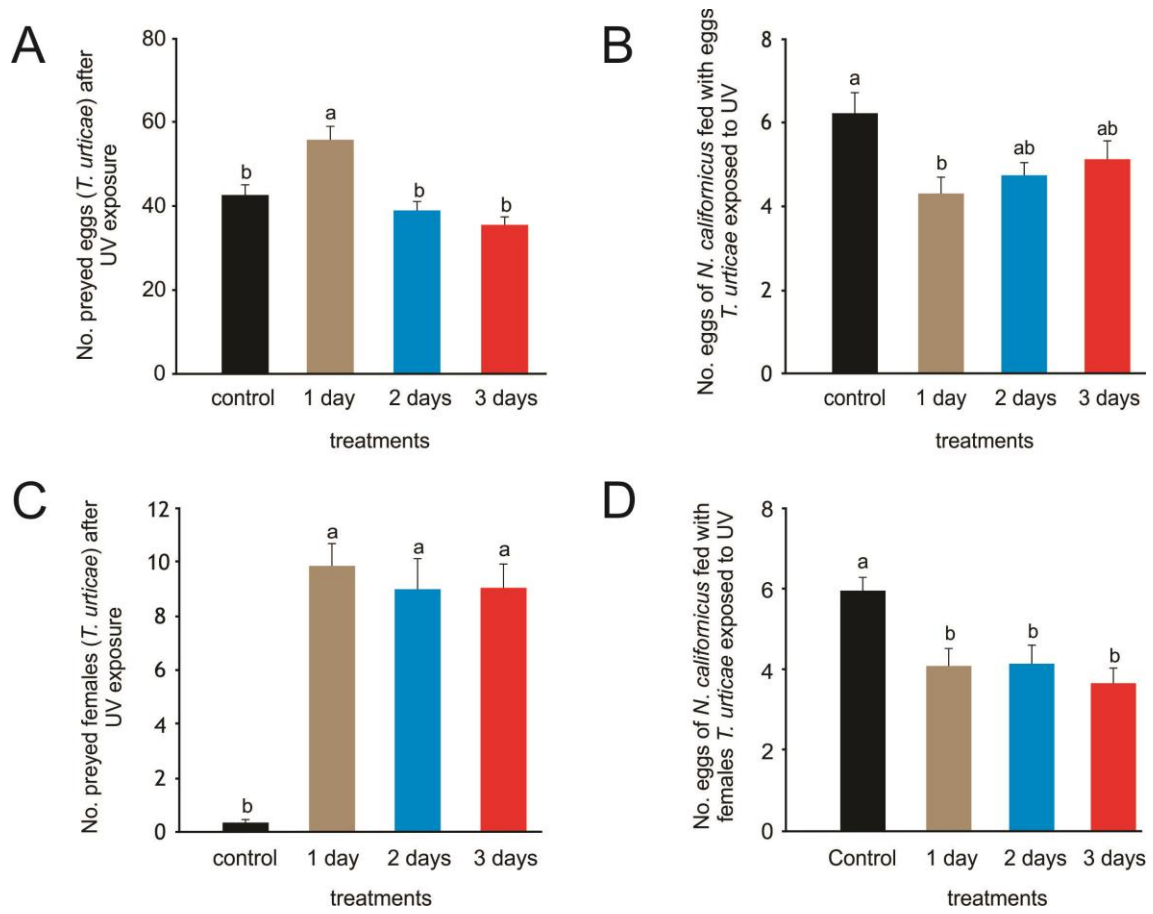 A
No. preyed eggs (T. urticae) after
UV exposure
80
60
40
20
0
b
a
b
b
control 1 day 2 days 3 days
treatments
B
No. eggs of N. californicus fed with eggs
T. urticae exposed to UV
8
6
4
2
0
a
b
ab
ab
control 1 day 2 days 3 days
treatments
C
No. preyed females (T. urticae) after
UV exposure
12
10
8
6
4
2
0
b
a
a
a
control 1 day 2 days 3 days
treatments
D
No. eggs of N. californicus fed with
females T. urticae exposed to UV
8
6
4
2
0
a
b
b
b
Control 1 day 2 days 3 days
treatments